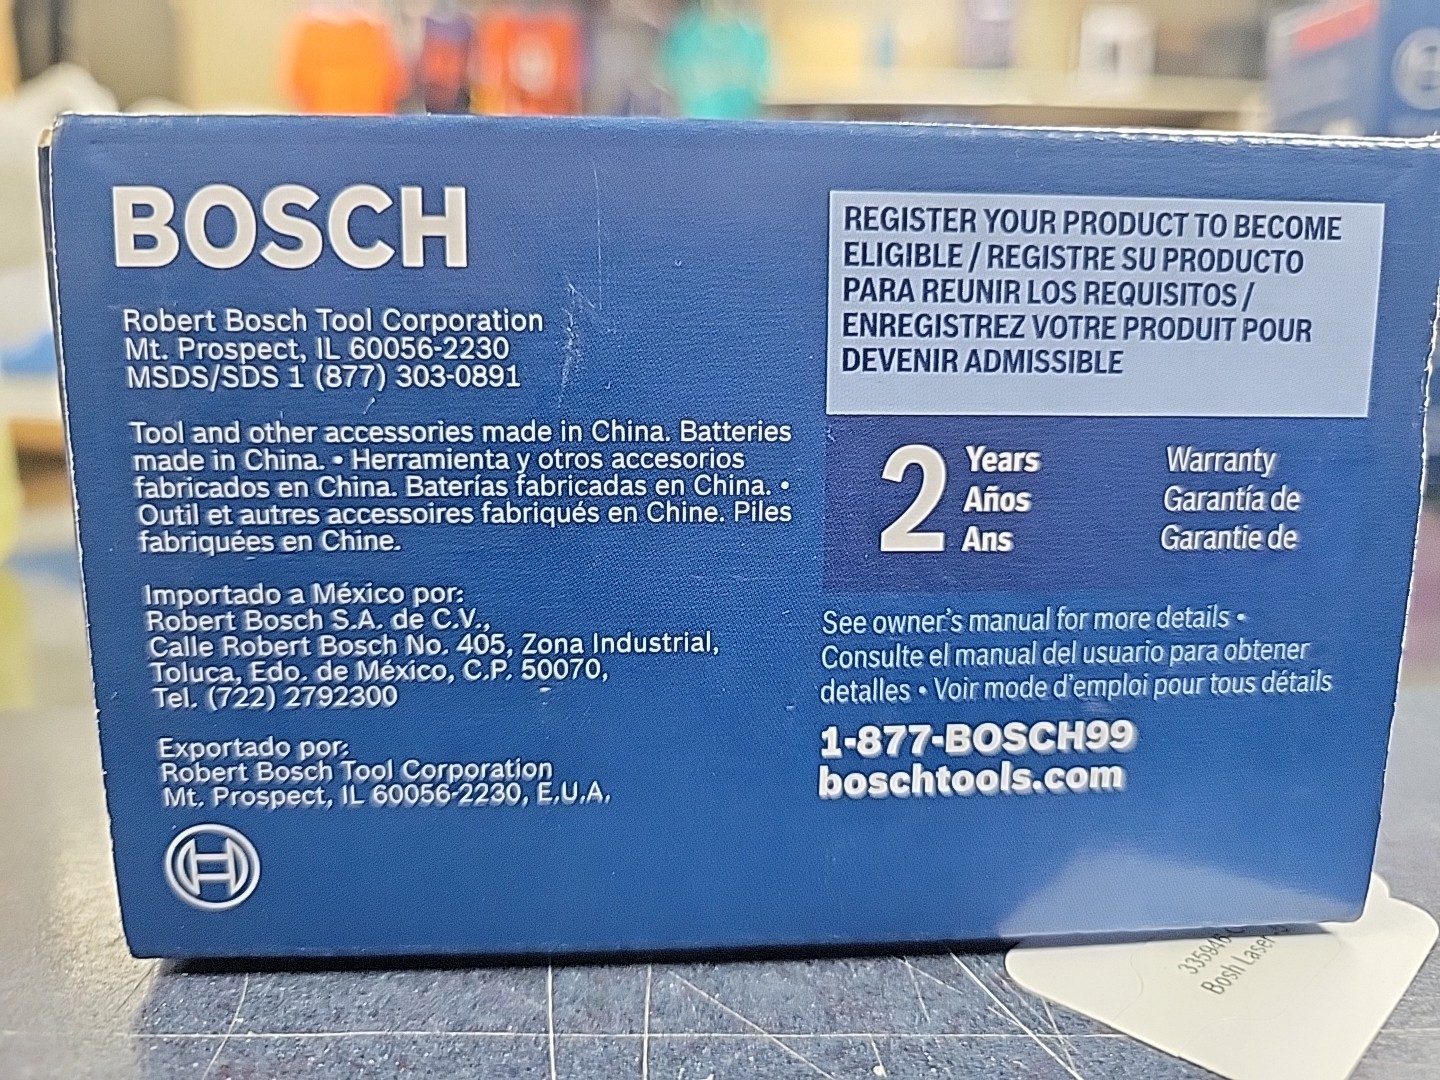 BOSCH
Robert Bosch Tool Corporation
Mt. Prospect, IL 60056-2230
MSDS/SDS 1 (877) 303-0891
Tool and other accessories made in China. Batteries
made in China. • Herramienta y otros accesorios
fabricados en China. Baterías fabricadas en China. •
Outil et autres accessoires fabriqués en Chine. Piles
fabriquées en Chine.
Importado a México por:
Robert Bosch S.A. de C.V.,
Calle Robert Bosch No. 405, Zona Industrial,
Toluca, Edo. de México, C.P. 50070,
Tel. (722) 2792300
Exportado por:
Robert Bosch Tool Corporation
Mt. Prospect, IL 60056-2230, E.U.A.
REGISTER YOUR PRODUCT TO BECOME
ELIGIBLE / REGISTRE SU PRODUCTO
PARA REUNIR LOS REQUISITOS /
ENREGISTREZ VOTRE PRODUIT POUR
DEVENIR ADMISSIBLE
2 Years Warranty
Años Garantía de
Ans Garantie de
See owner's manual for more details •
Consulte el manual del usuario para obtener
detalles • Voir mode d'emploi pour tous détails
1-877-BOSCH99
boschtools.com
335946
Bosh Laser